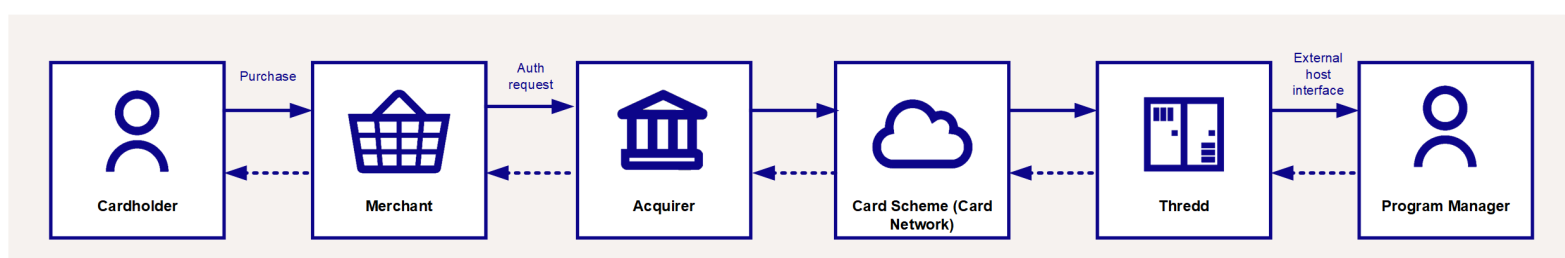 Purchase
Auth
request
External
host
interface
Cardholder
Merchant
Acquirer
Card Scheme (Card
Network)
Thredd
Program Manager